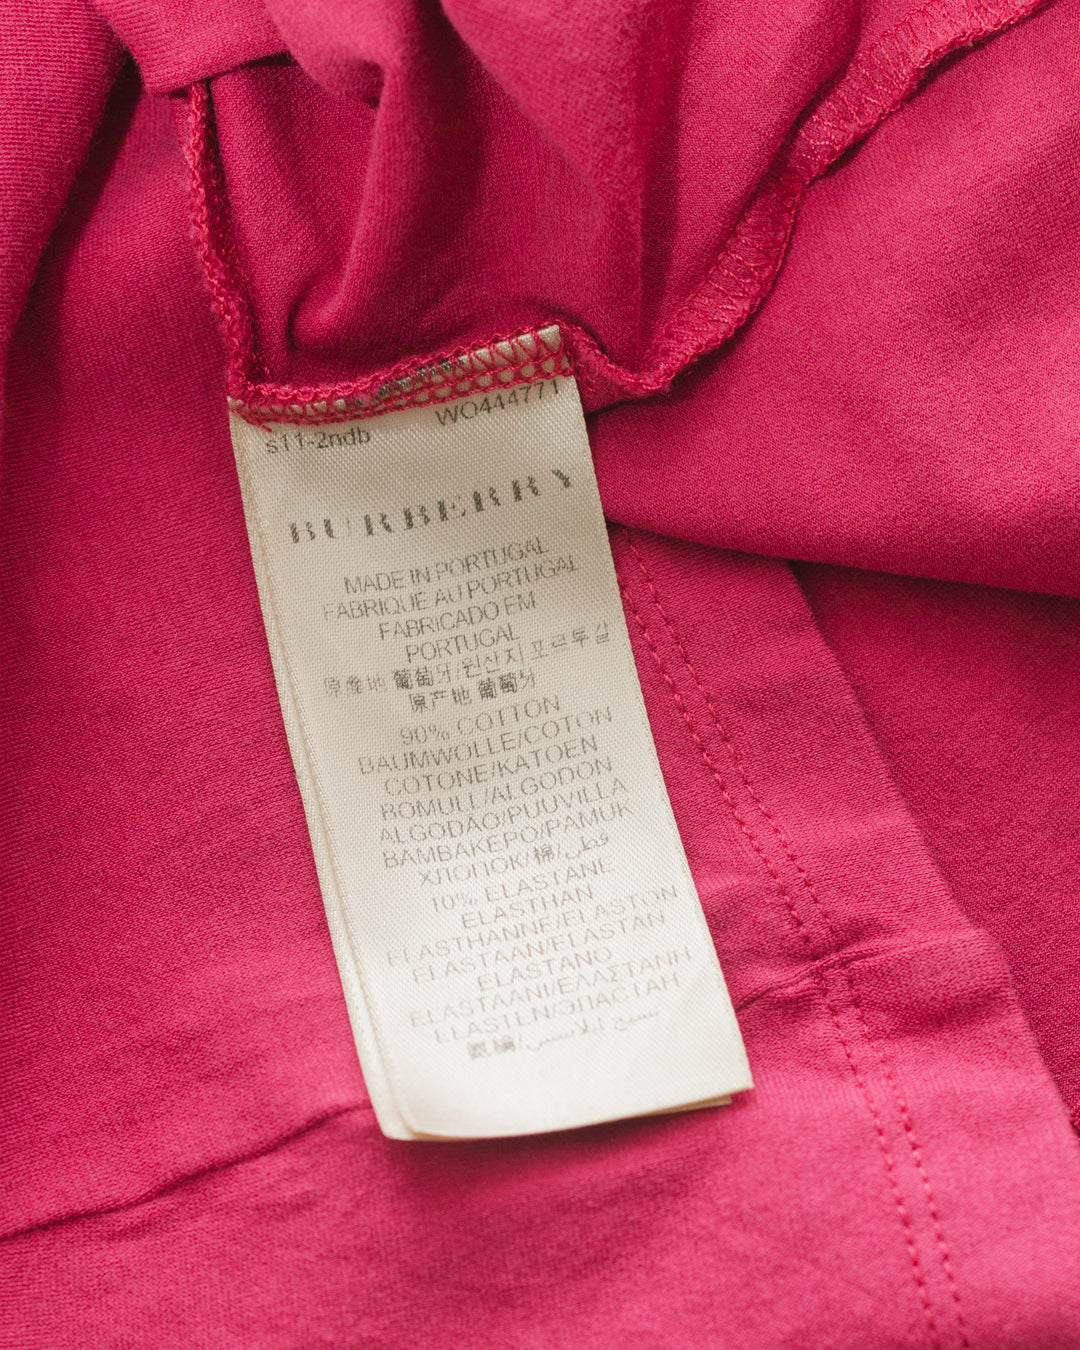 WO444771
s11-2ndb
BURBERRY
MADE IN PORTUGAL
FABRIQUE AU PORTUGAL
FABRICADO EM
PORTUGAL
原産地 葡萄牙/원산지 포르투갈
原产地 葡萄牙
90% COTTON
BAUMWOLLE/COTON
COTONE/KATOEN
BOMULL/ALGODON
ALGODÃO/PUUVILLA
BAMBAKEPO/PAMUK
ХЛОПОК/棉/قطن
10% ELASTANE
ELASTHAN
ELASTHANNE/ELASTON
ELASTAAN/ELASTAN
ELASTANO
ELASTAANI/ΕΛΑΣΤΑΝΗ
ELASTEN/ЭЛАСТАН